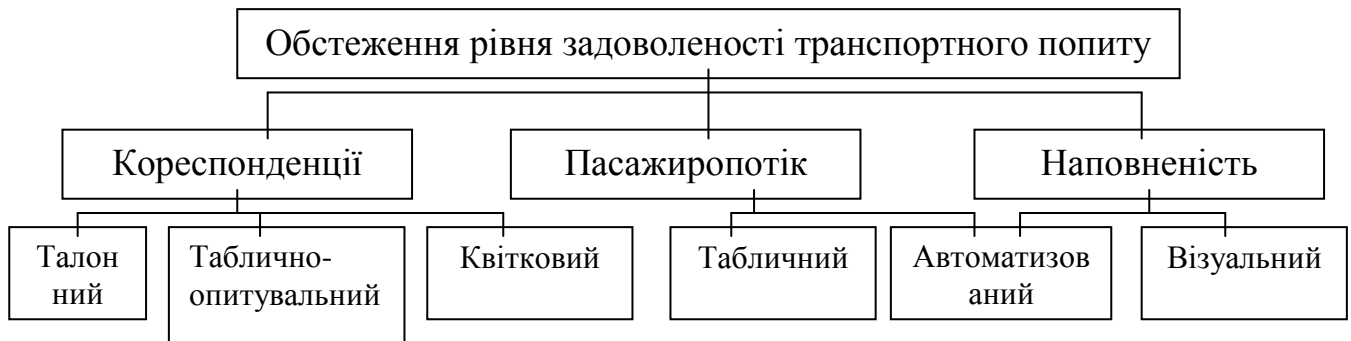 Обстеження рівня задоволеності транспортного попиту
Кореспонденції
Пасажиропотік
Наповненість
Талон
ний
Таблично-
опитувальний
Квітковий
Табличний
Автоматизов
аний
Візуальний